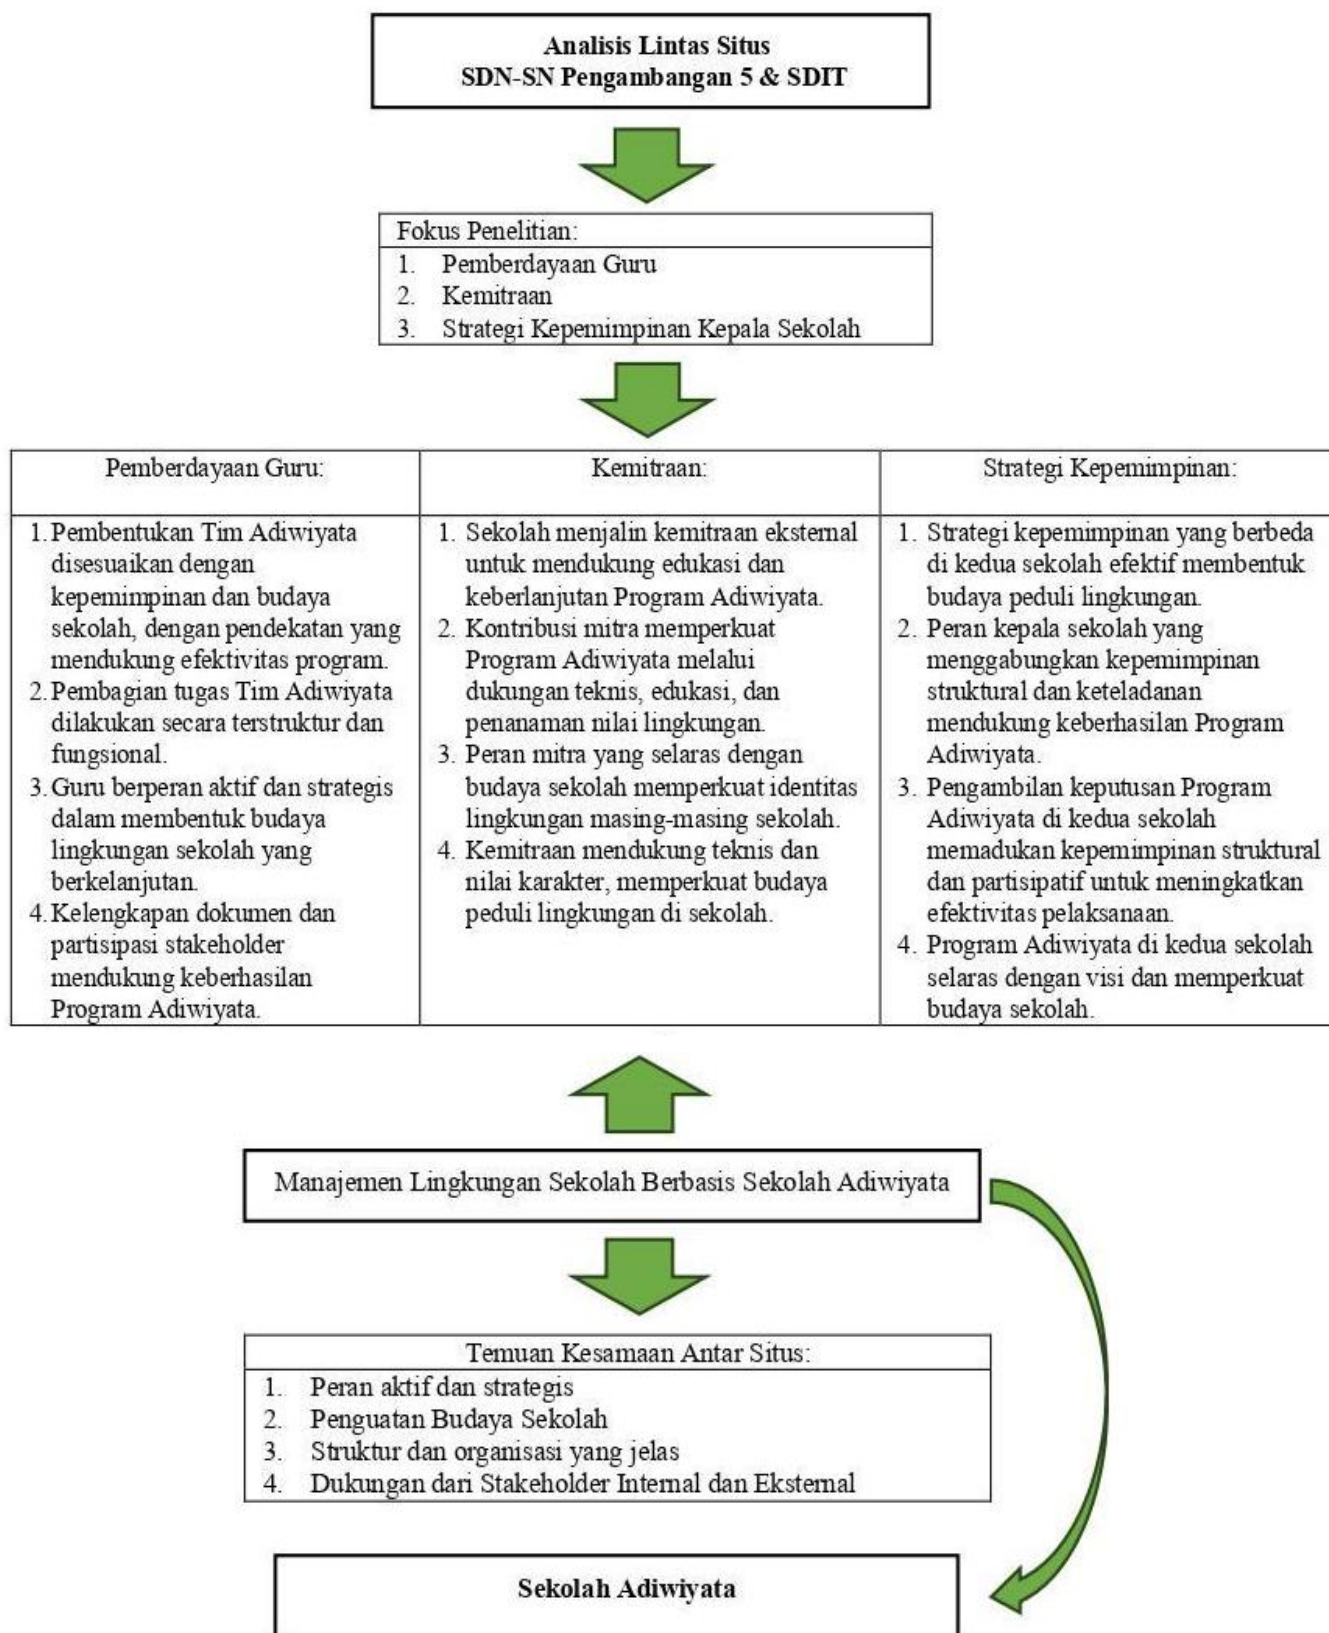 Analisis Lintas Situs
SDN-SN Pengambangan 5 & SDIT
Fokus Penelitian:
1. Pemberdayaan Guru
2. Kemitraan
3. Strategi Kepemimpinan Kepala Sekolah
Pemberdayaan Guru:
1. Pembentukan Tim Adiwiyata
disesuaikan dengan
kepemimpinan dan budaya
sekolah, dengan pendekatan yang
mendukung efektivitas program.
2. Pembagian tugas Tim Adiwiyata
dilakukan secara terstruktur dan
fungsional.
3. Guru berperan aktif dan strategis
dalam membentuk budaya
lingkungan sekolah yang
berkelanjutan.
4. Kelengkapan dokumen dan
partisipasi stakeholder
mendukung keberhasilan
Program Adiwiyata.
Kemitraan:
1. Sekolah menjalin kemitraan eksternal
untuk mendukung edukasi dan
keberlanjutan Program Adiwiyata.
2. Kontribusi mitra memperkuat
Program Adiwiyata melalui
dukungan teknis, edukasi, dan
penanaman nilai lingkungan.
3. Peran mitra yang selaras dengan
budaya sekolah memperkuat identitas
lingkungan masing-masing sekolah.
4. Kemitraan mendukung teknis dan
nilai karakter, memperkuat budaya
peduli lingkungan di sekolah.
Strategi Kepemimpinan:
1. Strategi kepemimpinan yang berbeda
di kedua sekolah efektif membentuk
budaya peduli lingkungan.
2. Peran kepala sekolah yang
menggabungkan kepemimpinan
struktural dan keteladanan
mendukung keberhasilan Program
Adiwiyata.
3. Pengambilan keputusan Program
Adiwiyata di kedua sekolah
memadukan kepemimpinan struktural
dan partisipatif untuk meningkatkan
efektivitas pelaksanaan.
4. Program Adiwiyata di kedua sekolah
selaras dengan visi dan memperkuat
budaya sekolah.
Manajemen Lingkungan Sekolah Berbasis Sekolah Adiwiyata
Temuan Kesamaan Antar Situs:
1. Peran aktif dan strategis
2. Penguatan Budaya Sekolah
3. Struktur dan organisasi yang jelas
4. Dukungan dari Stakeholder Internal dan Eksternal
Sekolah Adiwiyata